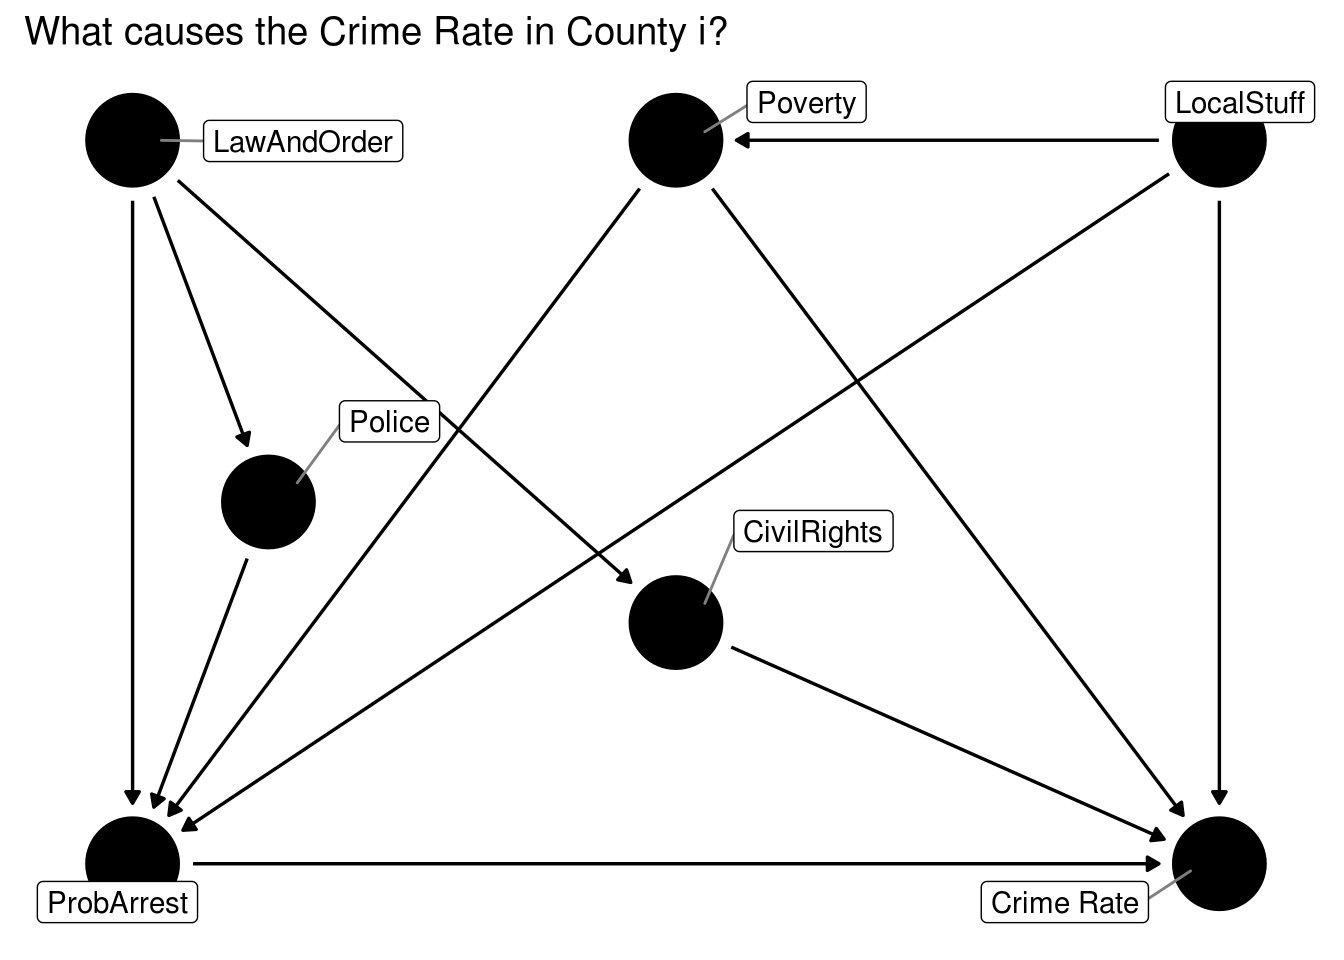 What causes the Crime Rate in County i?
Poverty
LocalStuff
LawAndOrder
Police
CivilRights
ProbArrest
Crime Rate